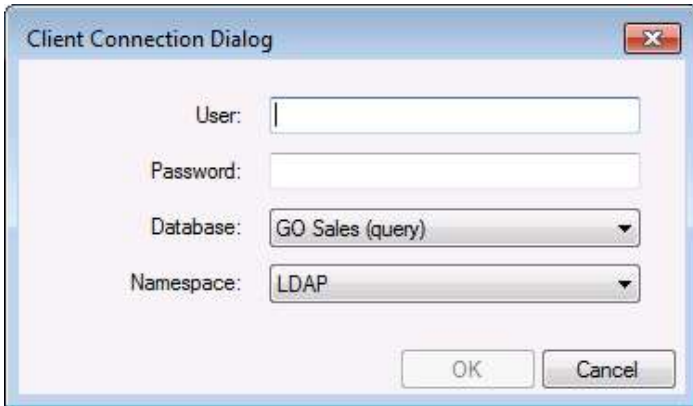 Client Connection Dialog
User:
Password:
Database: GO Sales (query)
Namespace: LDAP
OK Cancel